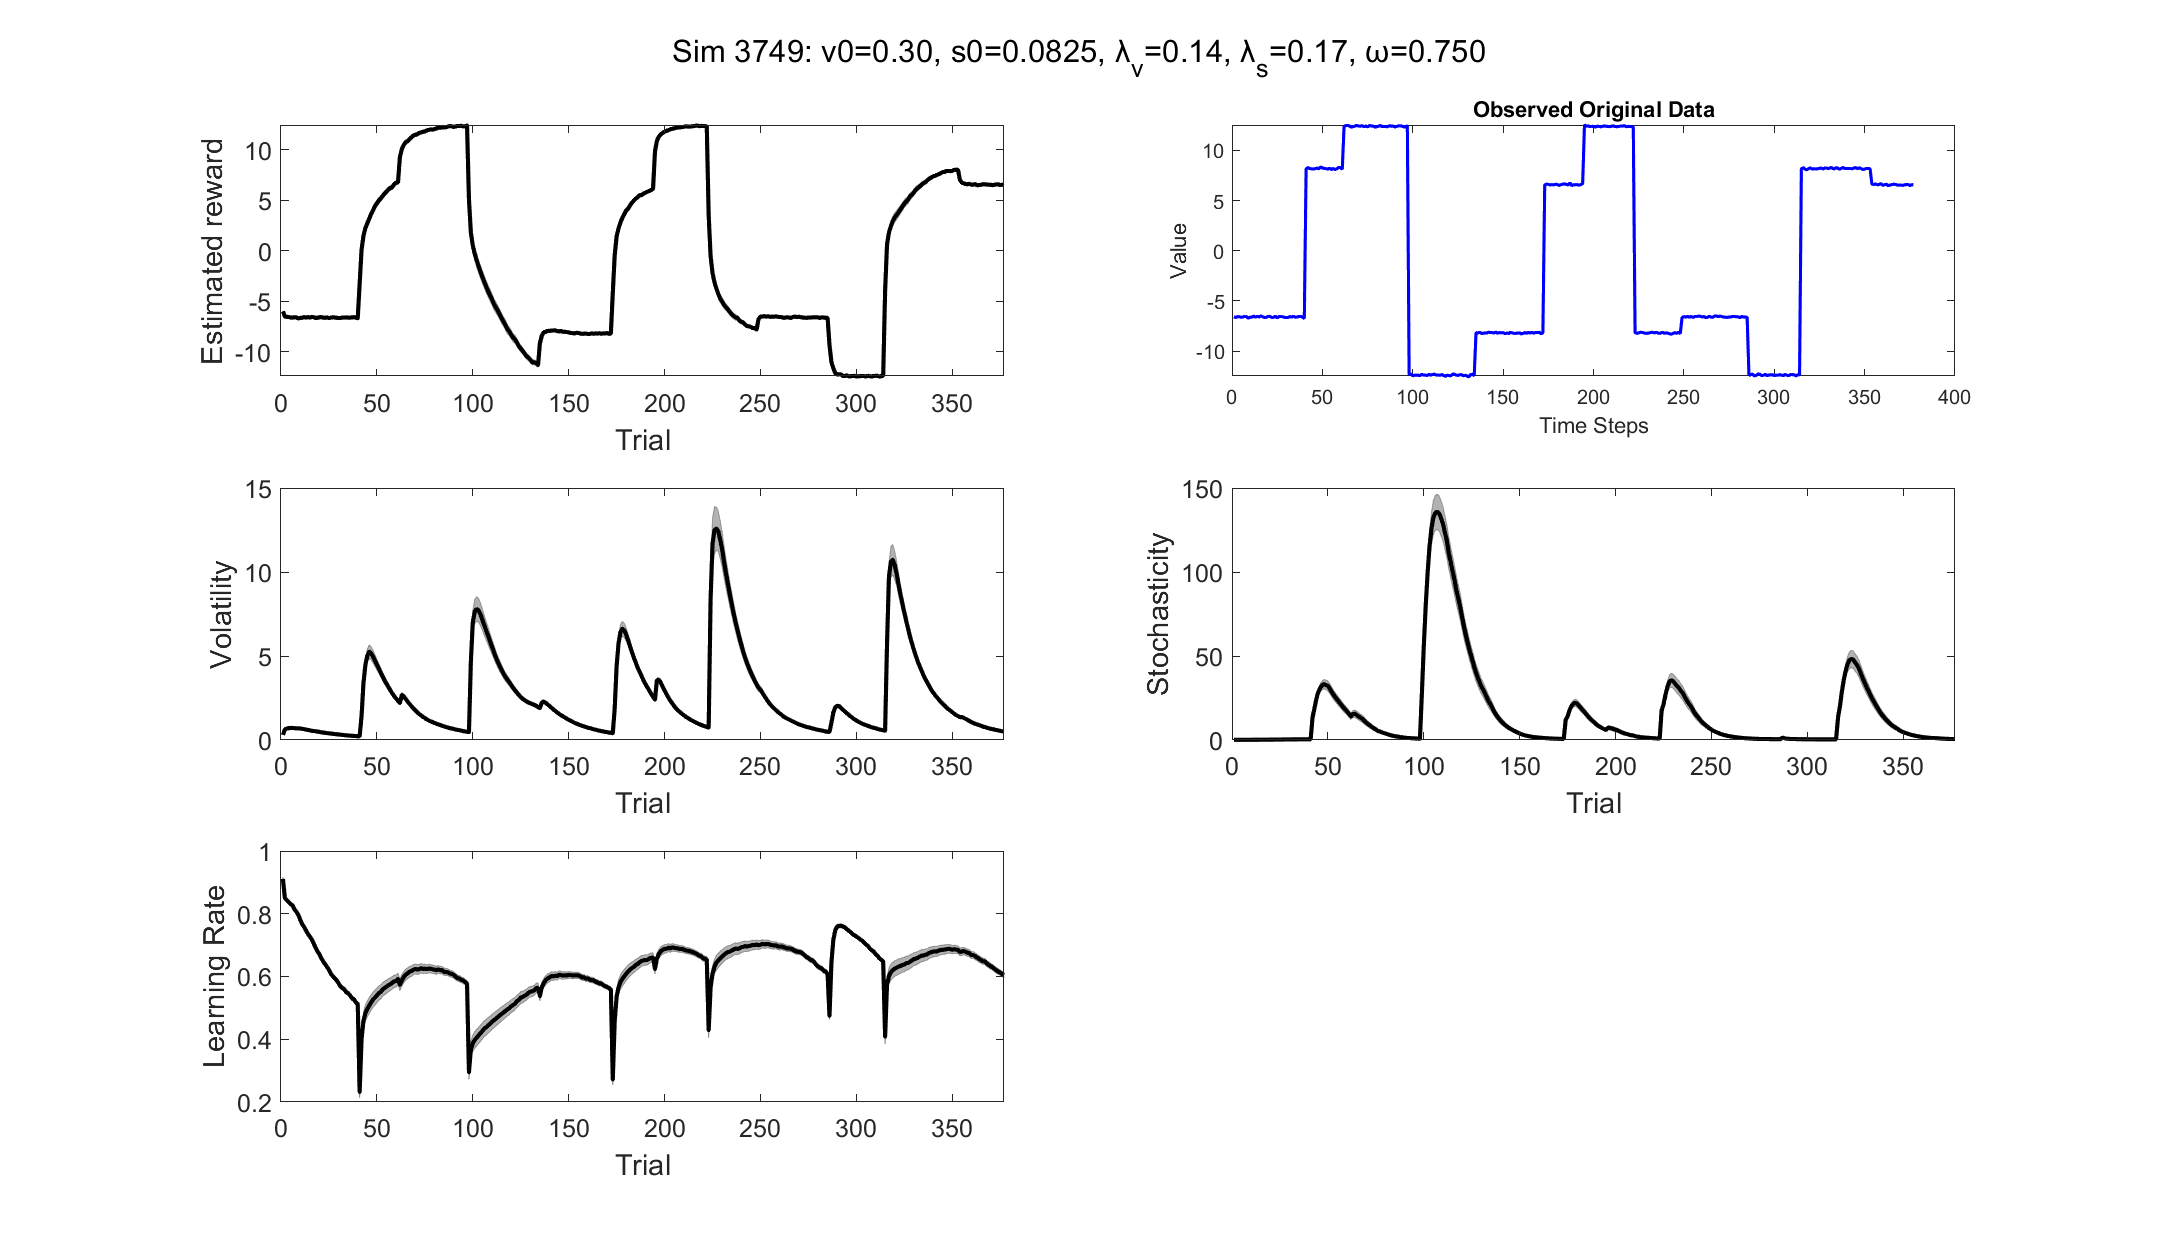 Sim 3749: v0=0.30, s0=0.0825, λ_v=0.14, λ_s=0.17, ω=0.750
Estimated reward
10
5
0
-5
-10
0 50 100 150 200 250 300 350
Trial
Observed Original Data
Value
10
5
0
-5
-10
0 50 100 150 200 250 300 350 400
Time Steps
Volatility
15
10
5
0
0 50 100 150 200 250 300 350
Trial
Stochasticity
150
100
50
0
0 50 100 150 200 250 300 350
Trial
Learning Rate
1
0.8
0.6
0.4
0.2
0 50 100 150 200 250 300 350
Trial